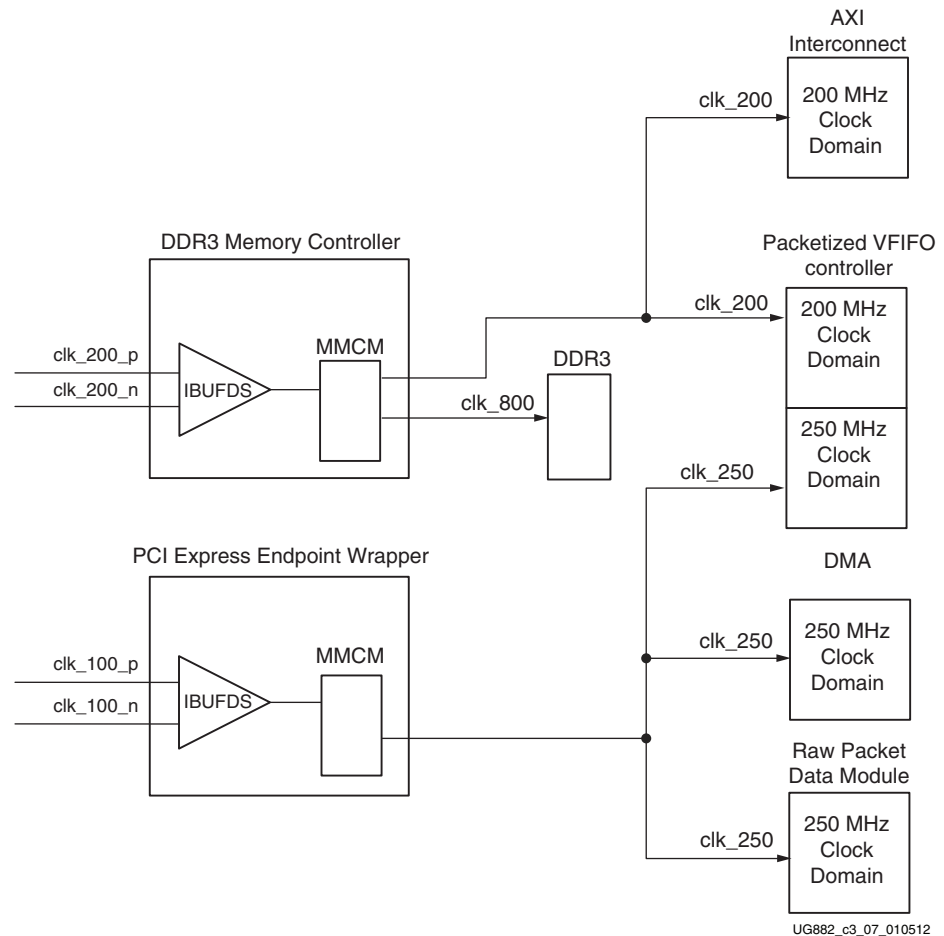 AXI
Interconnect
clk_200
200 MHz
Clock
Domain
DDR3 Memory Controller
clk_200_p
clk_200_n
IBUFDS
MMCM
clk_800
DDR3
Packetized VFIFO
controller
clk_200
200 MHz
Clock
Domain
clk_250
250 MHz
Clock
Domain
PCI Express Endpoint Wrapper
clk_100_p
clk_100_n
IBUFDS
MMCM
DMA
clk_250
250 MHz
Clock
Domain
Raw Packet
Data Module
clk_250
250 MHz
Clock
Domain
UG882_c3_07_010512